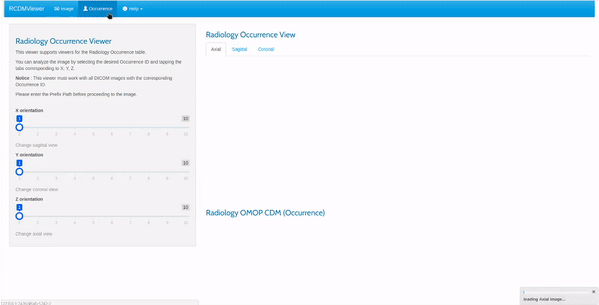 RCDMViewer Image Occurrence Help
Radiology Occurrence Viewer
This viewer supports viewers for the Radiology Occurrence table.
You can analyze the image by selecting the desired Occurrence ID and tapping the
tabs corresponding to X, Y, Z.
Notice : This viewer must work with all DICOM images with the corresponding
Occurrence ID.
Please enter the Prefix Path before proceeding to the image.
X orientation
1 10
1 2 3 4 5 6 7 8 9 10
Change sagital view
Y orientation
1 10
1 2 3 4 5 6 7 8 9 10
Change coronal view
Z orientation
1 10
1 2 3 4 5 6 7 8 9 10
Change axial view
Radiology Occurrence View
Axial Sagital Coronal
Radiology OMOP CDM (Occurrence)
loading Axial image...